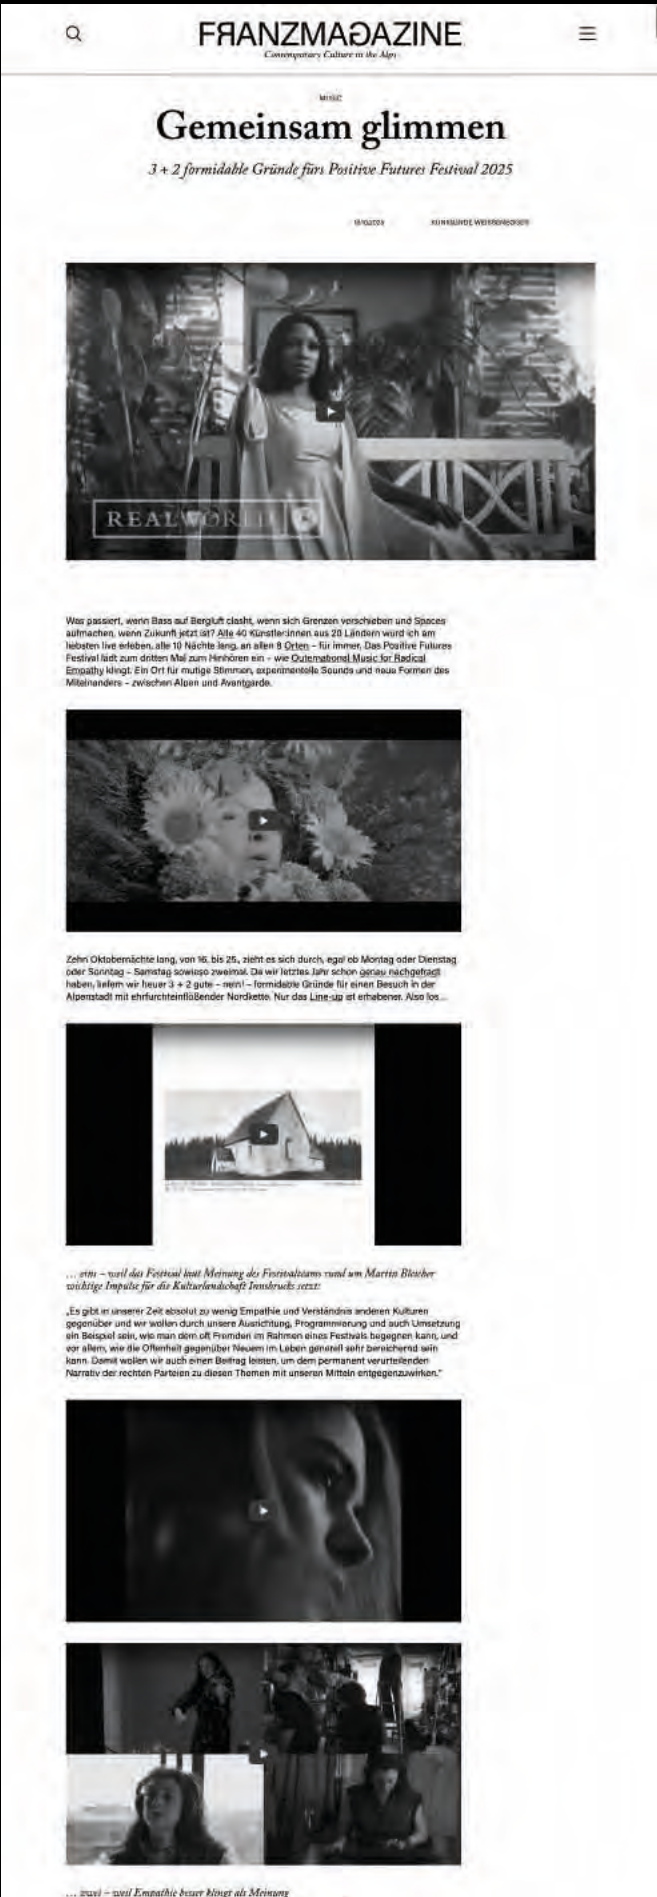 FRANZMAGAZINE
Contemporary Culture in the Alps
MUSIC
Gemeinsam glimmen
3 + 2 formidable Gründe fürs Positive Futures Festival 2025
REALWORLD
Was passiert, wenn Bass auf Bergluft clasht, wenn sich Grenzen verschieben und Spaces
aufmachen, wenn Zukunft jetzt ist? Alle 40 Künstler:innen aus 20 Ländern würd ich am
liebsten live erleben, alle 10 Nächte lang, an allen 8 Orten – für immer. Das Positive Futures
Festival lädt zum dritten Mal zum Hinhören ein – wie Outernational Music for Radical
Empathy klingt. Ein Ort für mutige Stimmen, experimentelle Sounds und neue Formen des
Miteinanders – zwischen Alpen und Avantgarde.
Zehn Oktobernächte lang, von 16. bis 25., zieht es sich durch, egal ob Montag oder Dienstag
oder Sonntag – Samstag sowieso zweimal. Da wir letztes Jahr schon genau nachgefragt
haben, liefern wir heuer 3 + 2 gute – nein! – formidable Gründe für einen Besuch in der
Alpenstadt mit ehrfurchteinflößender Nordkette. Nur das Line-up ist erhabener. Also los…
… eins – weil das Festival laut Meinung des Festivalteams rund um Martin Bleicher
wichtige Impulse für die Kulturlandschaft Innsbrucks setzt:
„Es gibt in unserer Zeit absolut zu wenig Empathie und Verständnis anderen Kulturen
gegenüber und wir wollen durch unsere Ausrichtung, Programmierung und auch Umsetzung
ein Beispiel sein, wie man dem oft Fremden im Rahmen eines Festivals begegnen kann, und
vor allem, wie die Offenheit gegenüber Neuem im Leben generell sehr bereichernd sein
kann. Damit wollen wir auch einen Beitrag leisten, um dem permanent verurteilenden
Narrativ der rechten Parteien zu diesen Themen mit unseren Mitteln entgegenzuwirken.“
… zwei – weil Empathie besser klingt als Meinung